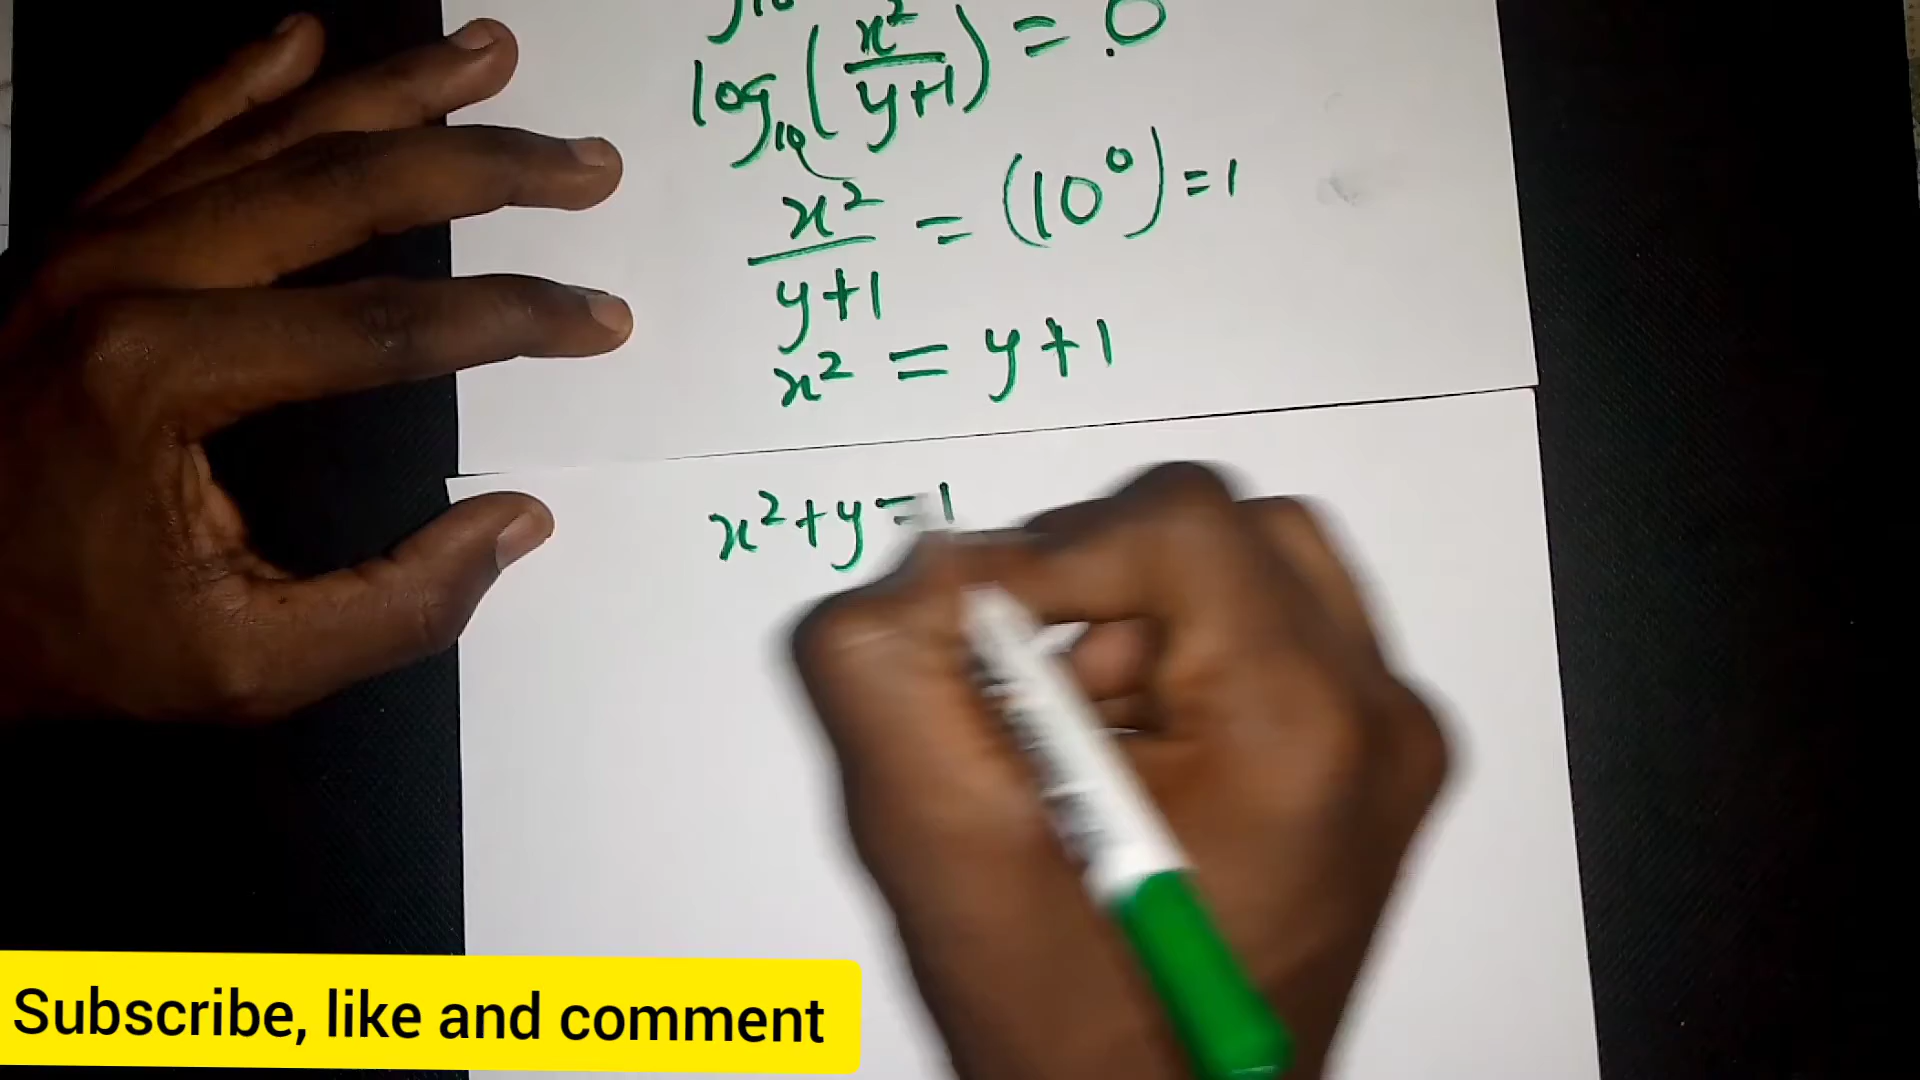 log₁₀(x²/y+1) = 0
x²/y+1 = (10⁰) = 1
x² = y+1
x²+y=1
Subscribe, like and comment